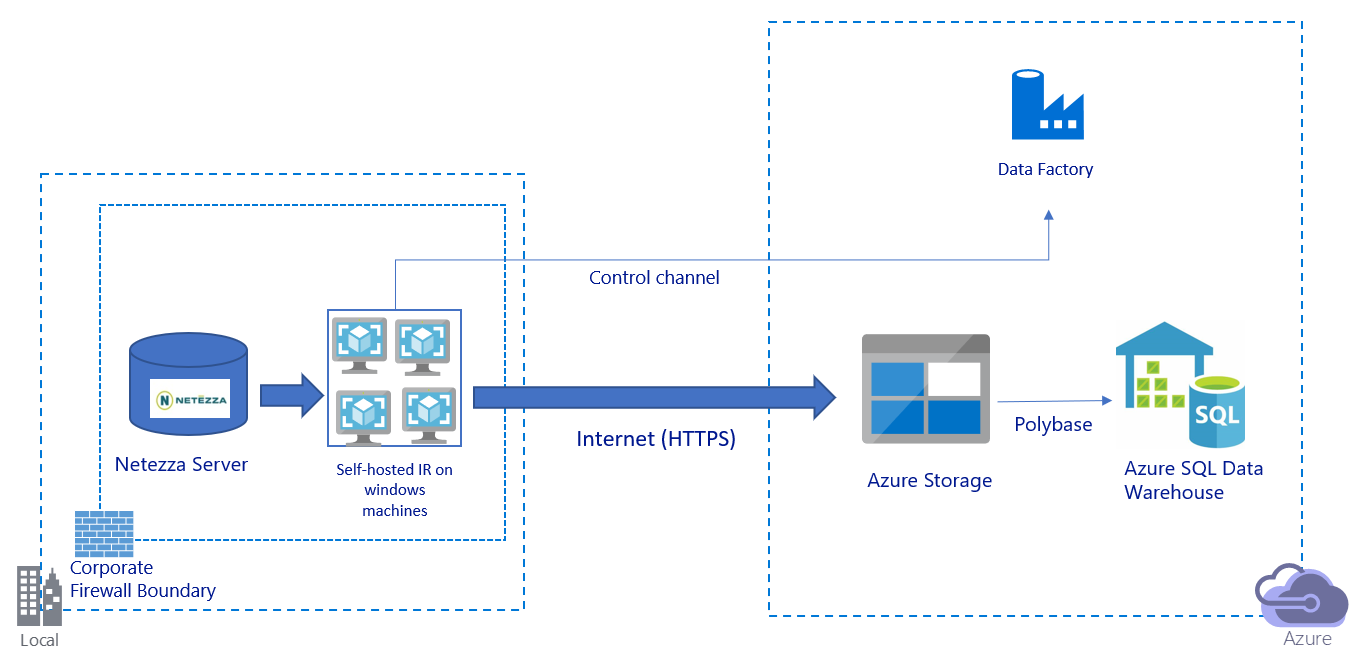 Data Factory
Control channel
N NETEZZA
SQL
Internet (HTTPS)
Polybase
Netezza Server
Self-hosted IR on
windows
machines
Azure Storage
Azure SQL Data
Warehouse
Corporate
Firewall Boundary
Local
Azure